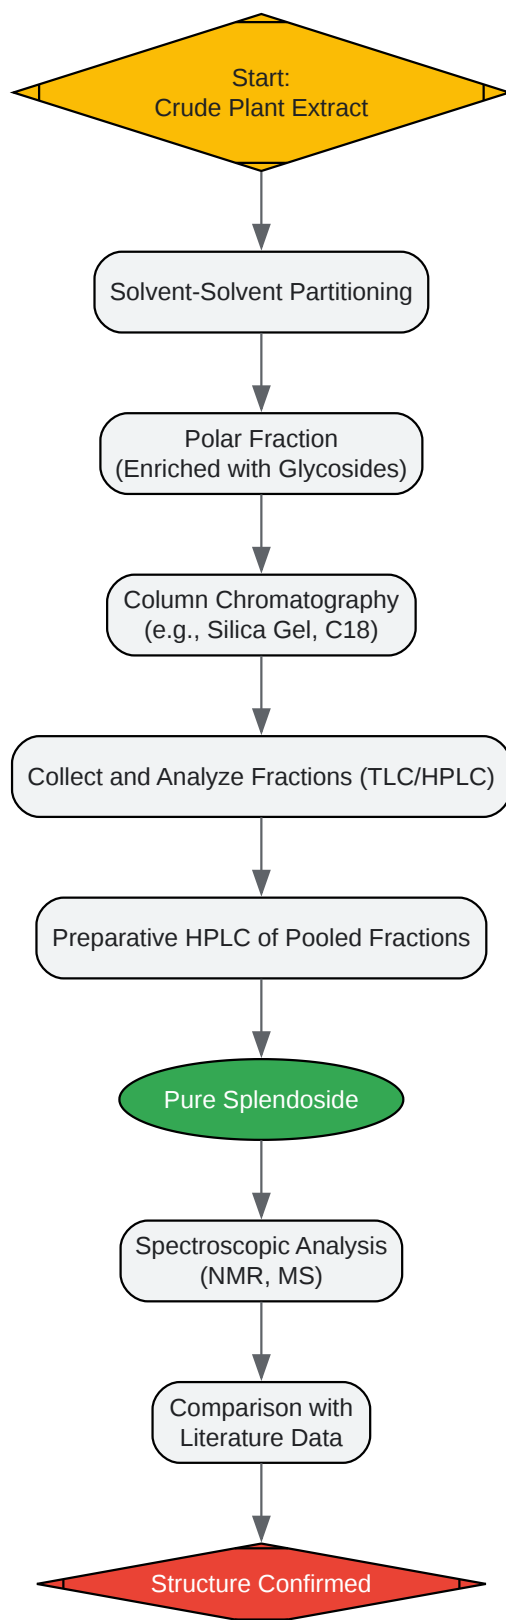 Start:
Crude Plant Extract
Solvent-Solvent Partitioning
Polar Fraction
(Enriched with Glycosides)
Column Chromatography
(e.g., Silica Gel, C18)
Collect and Analyze Fractions (TLC/HPLC)
Preparative HPLC of Pooled Fractions
Pure Splendoside
Spectroscopic Analysis
(NMR, MS)
Comparison with
Literature Data
Structure Confirmed